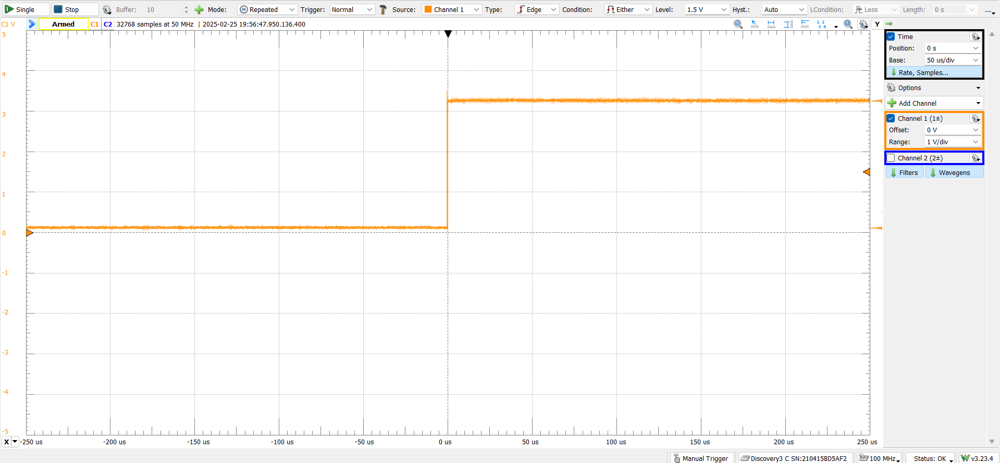 Single Stop Buffer: 10 Mode: Repeated Trigger: Normal Source: Channel 1 Type: Edge Condition: Either Level: 1.5 V Hyst.: Auto LCondition: Less Length: 0 s ...
C1 V Armed C1 C2 32768 samples at 50 MHz | 2025-02-25 19:56:47.950.136.400 Y
5
4
3
2
1
0
-1
-2
-3
-4
-5
X -250 us -200 us -150 us -100 us -50 us 0 us 50 us 100 us 150 us 200 us 250 us
Time
Position: 0 s
Base: 50 us/div
Rate, Samples...
Options
Add Channel
Channel 1 (1±)
Offset: 0 V
Range: 1 V/div
Channel 2 (2±)
Filters Wavegens
Manual Trigger Discovery3 C SN:210415BD5AF2 100 MHz Status: OK v3.23.4